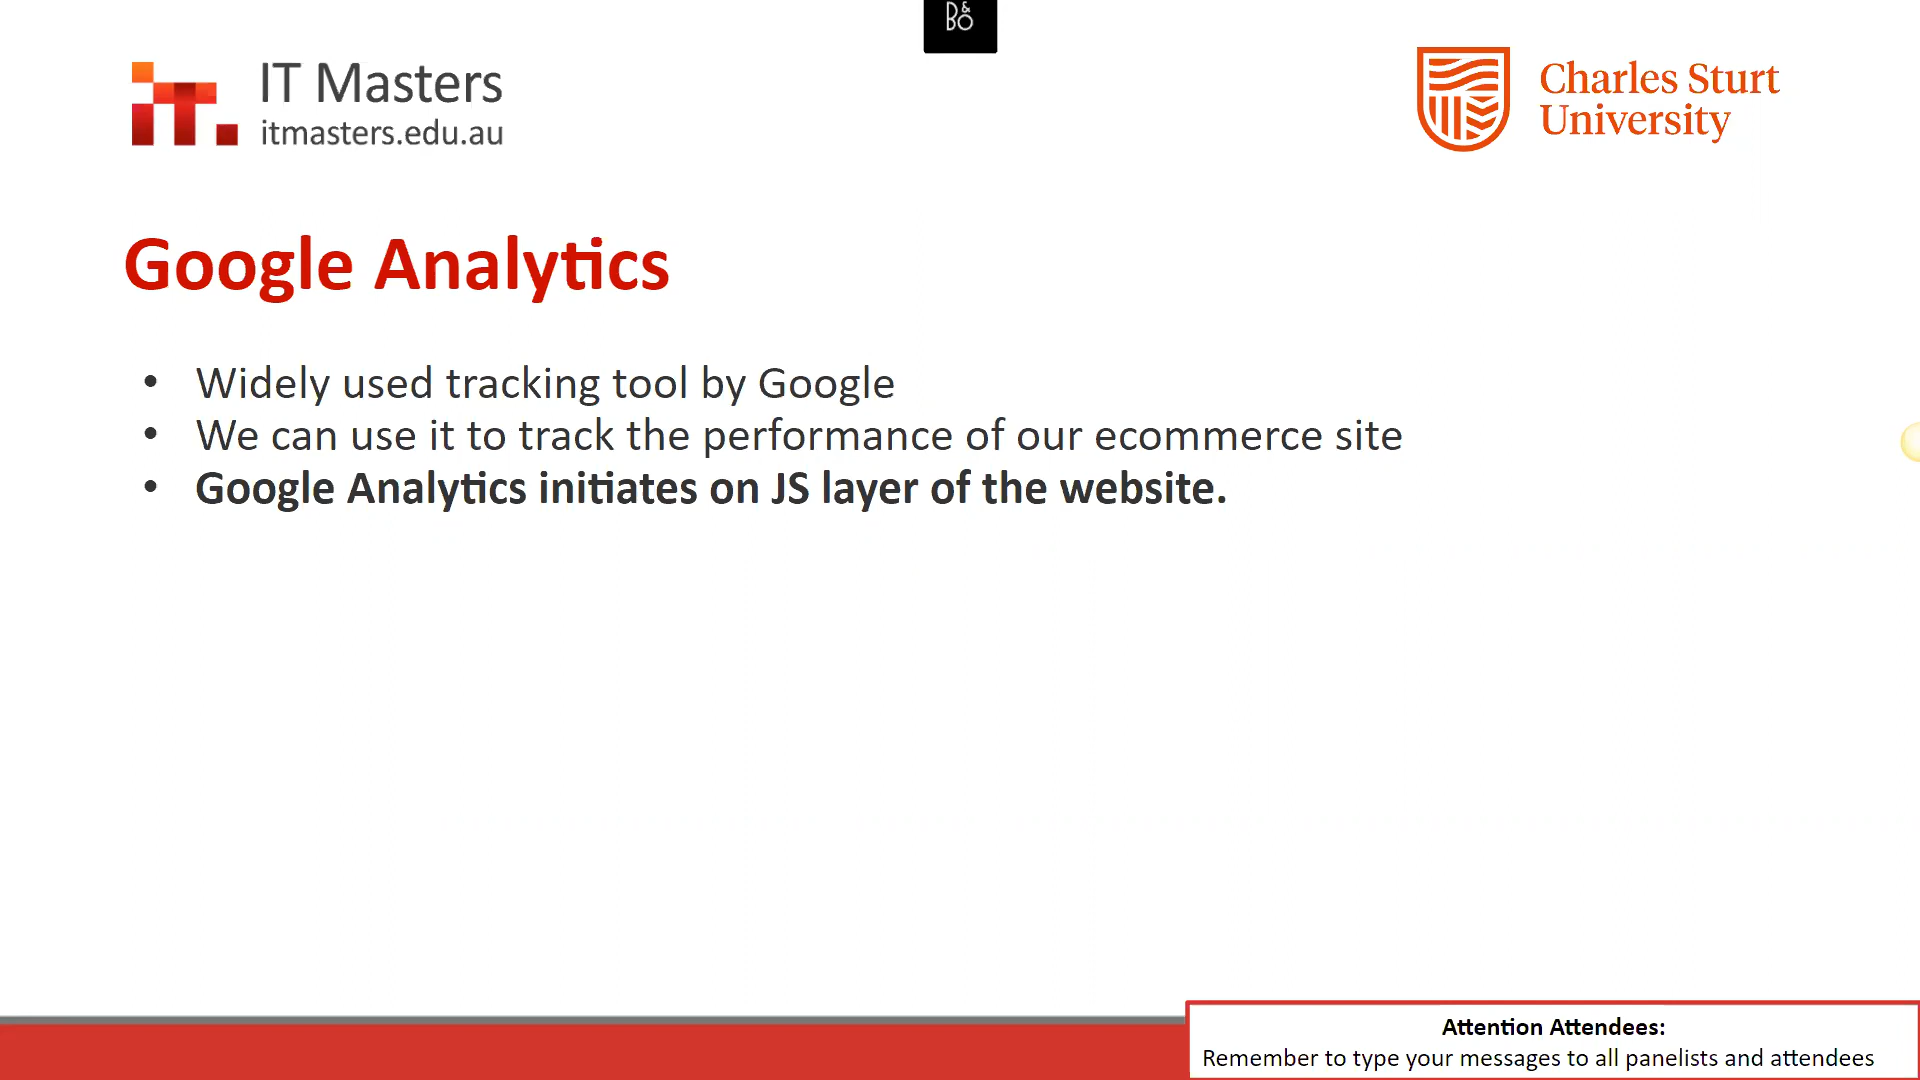 B&O
IT Masters
itmasters.edu.au
Charles Sturt
University
Google Analytics
• Widely used tracking tool by Google
• We can use it to track the performance of our ecommerce site
• Google Analytics initiates on JS layer of the website.
Attention Attendees:
Remember to type your messages to all panelists and attendees